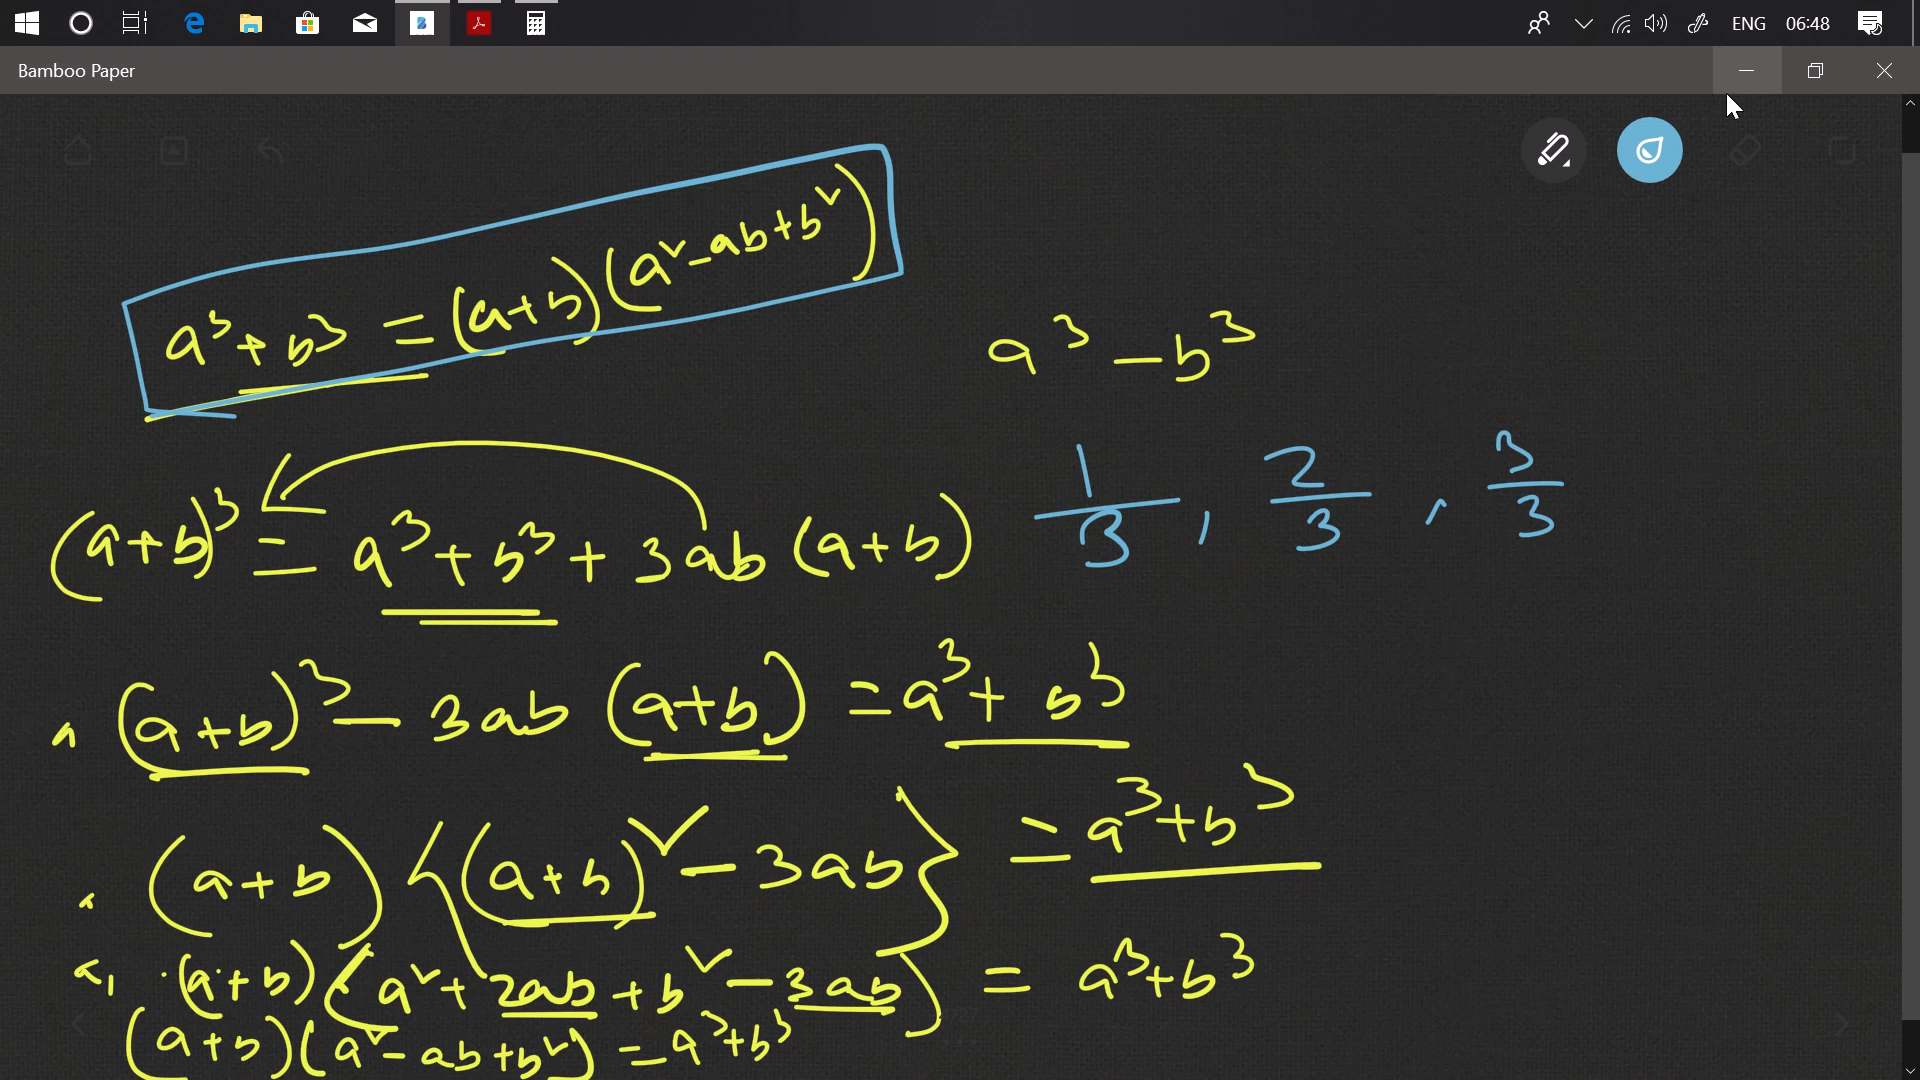 ENG 06:48
Bamboo Paper
a³ + b³ = (a+b)(a² - ab + b²)
a³ - b³
1/3, 2/3, 3/3
(a+b)³ = a³ + b³ + 3ab (a+b)
(a+b)³ - 3ab (a+b) = a³ + b³
(a+b) {(a+b)² - 3ab} = a³+b³
(a+b) (a² + 2ab + b² - 3ab) = a³+b³
(a+b)(a² - ab + b²) = a³+b³